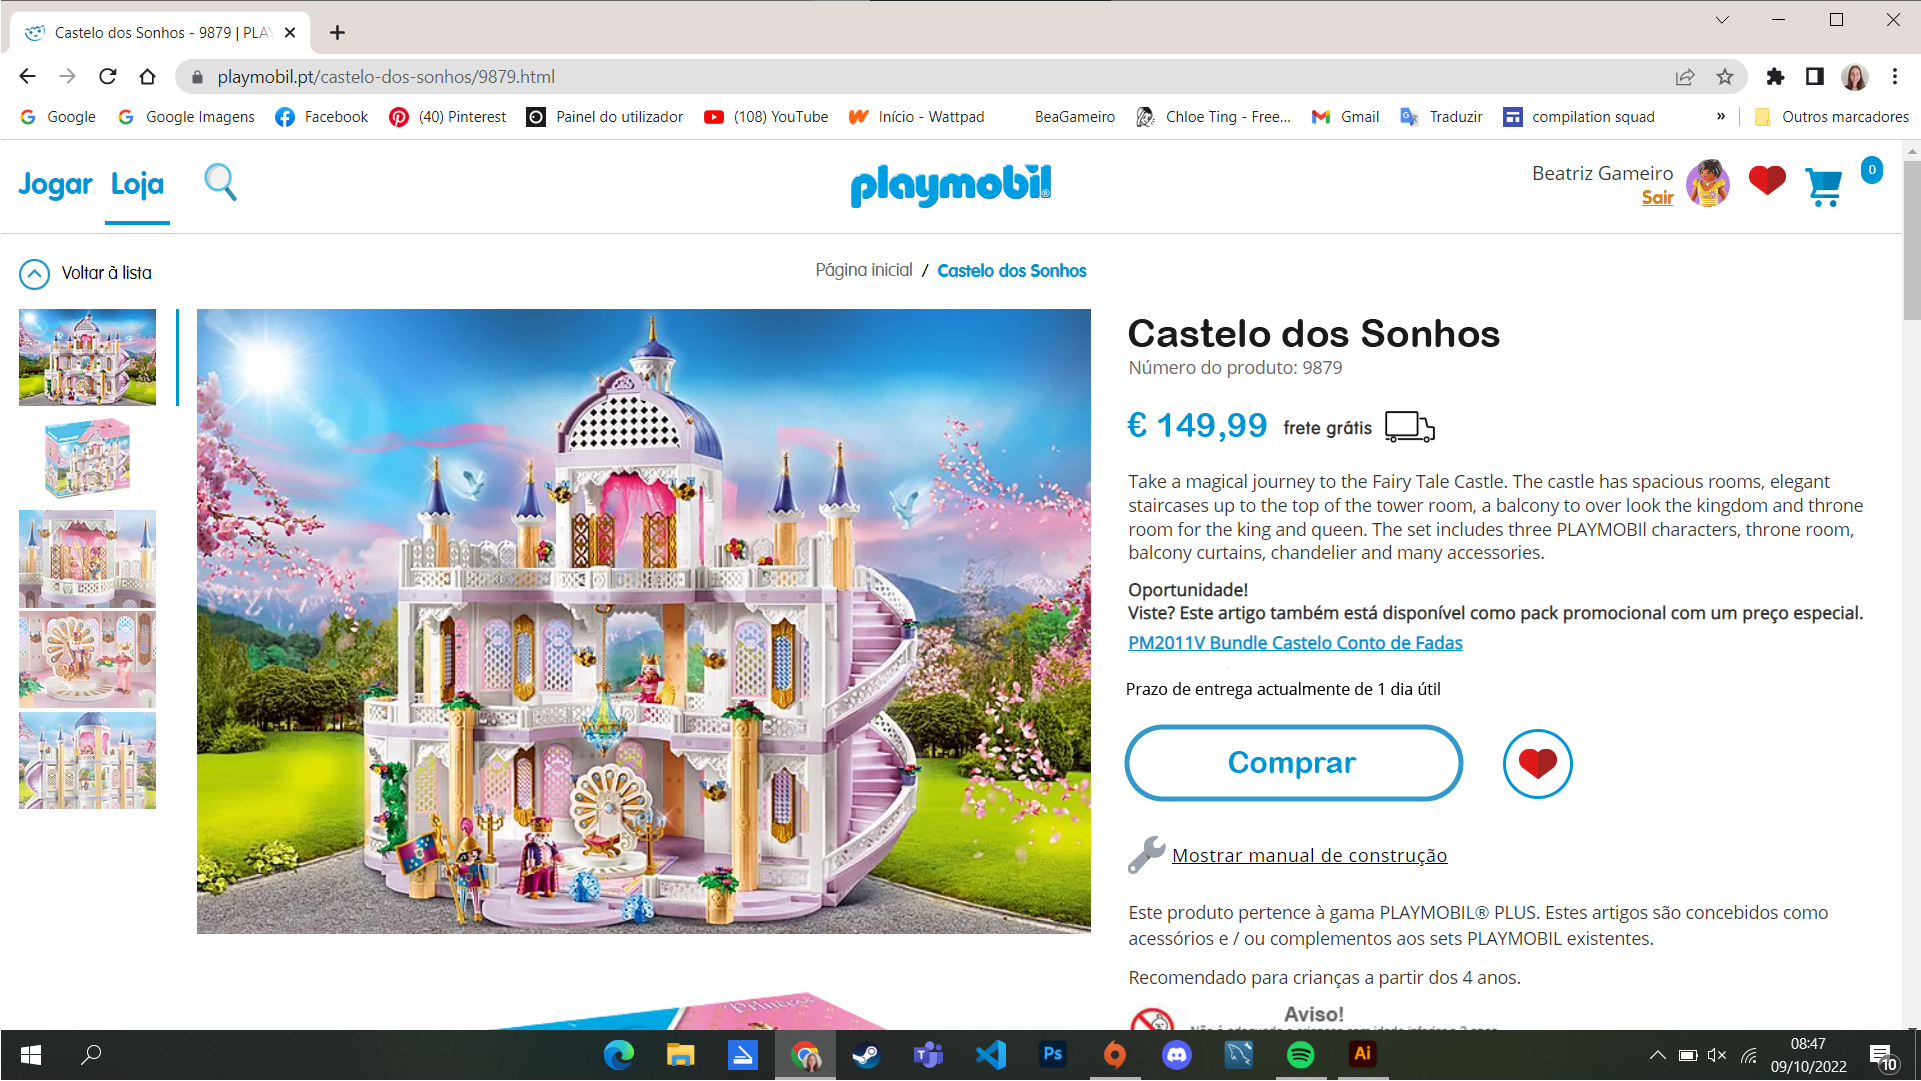 Castelo dos Sonhos - 9879 | PLAY
playmobil.pt/castelo-dos-sonhos/9879.html
Google
Google Imagens
Facebook
(40) Pinterest
Painel do utilizador
(108) YouTube
Início - Wattpad
BeaGameiro
Chloe Ting - Free...
Gmail
Traduzir
compilation squad
»
Outros marcadores
Jogar
Loja
playmobil®
Beatriz Gameiro
Sair
0
Voltar à lista
Página inicial / Castelo dos Sonhos
Castelo dos Sonhos
Número do produto: 9879
€ 149,99 frete grátis
Take a magical journey to the Fairy Tale Castle. The castle has spacious rooms, elegant
staircases up to the top of the tower room, a balcony to over look the kingdom and throne
room for the king and queen. The set includes three PLAYMOBIl characters, throne room,
balcony curtains, chandelier and many accessories.
Oportunidade!
Viste? Este artigo também está disponível como pack promocional com um preço especial.
PM2011V Bundle Castelo Conto de Fadas
Prazo de entrega actualmente de 1 dia útil
Comprar
Mostrar manual de construção
Este produto pertence à gama PLAYMOBIL® PLUS. Estes artigos são concebidos como
acessórios e / ou complementos aos sets PLAYMOBIL existentes.
Recomendado para crianças a partir dos 4 anos.
Princess
Aviso!
Ps
Ai
08:47
09/10/2022
10